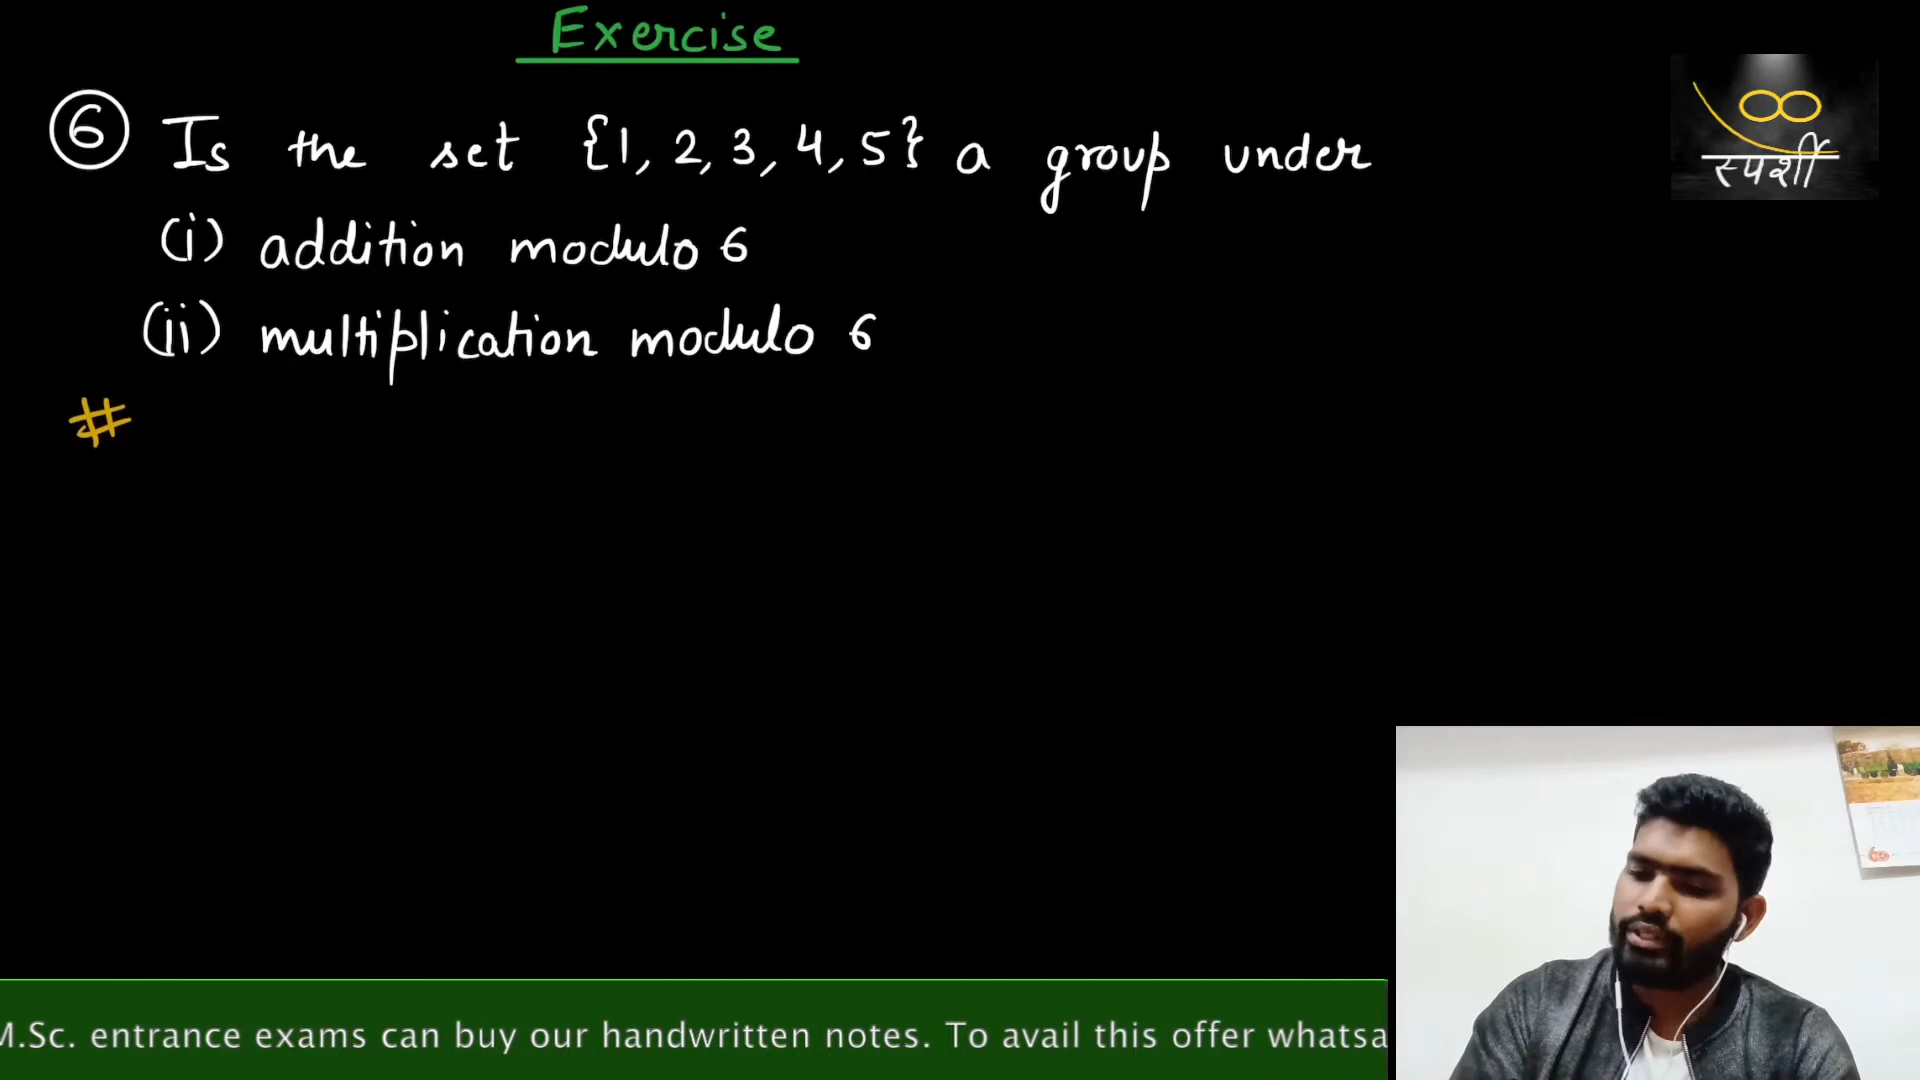 Exercise
⑥ Is the set {1, 2, 3, 4, 5} a group under
(i) addition modulo 6
(ii) multiplication modulo 6
#
स्पर्शी
M.Sc. entrance exams can buy our handwritten notes. To avail this offer whatsa